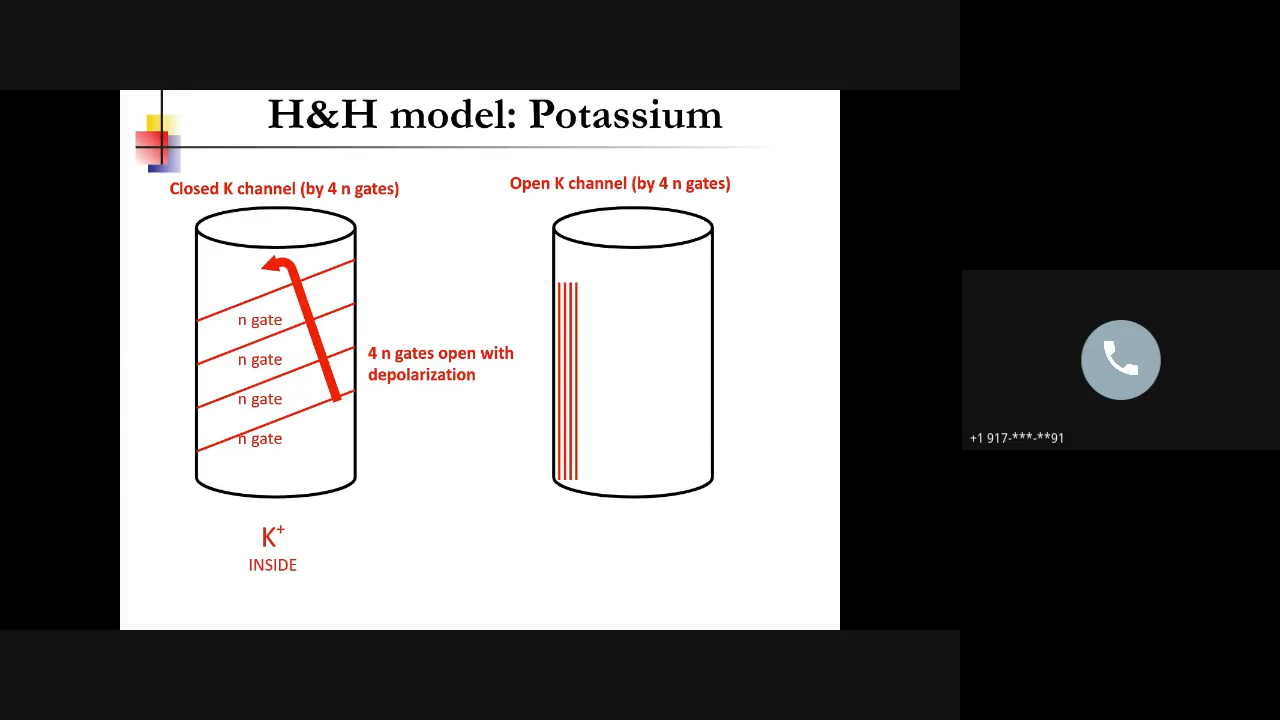 H&H model: Potassium
Closed K channel (by 4 n gates)
Open K channel (by 4 n gates)
n gate
n gate
n gate
n gate
4 n gates open with
depolarization
K⁺
INSIDE
+1 917-***-**91